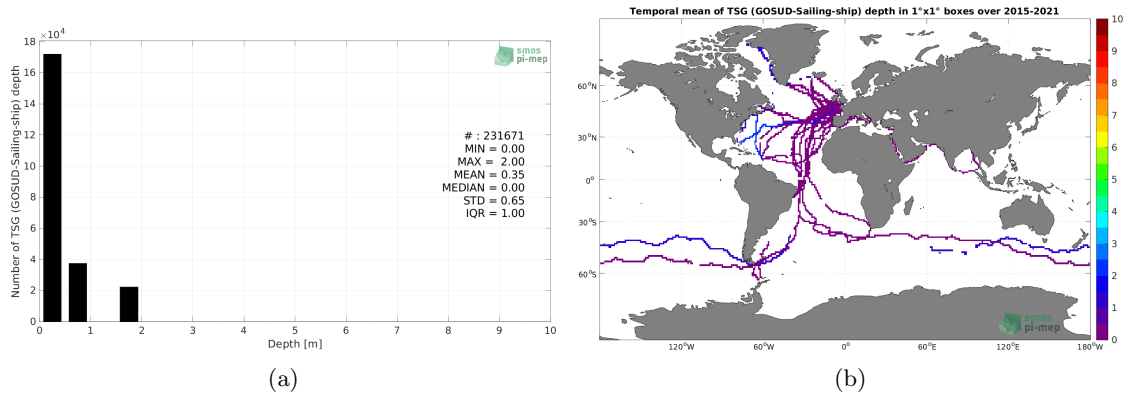 ×10⁴
18
16
14
12
10
8
6
4
2
0
Number of TSG (GOSUD-Sailing-ship) depth
0 1 2 3 4 5 6 7 8 9 10
Depth [m]
smos
pi-mep
# : 231671
MIN = 0.00
MAX = 2.00
MEAN = 0.35
MEDIAN = 0.00
STD = 0.65
IQR = 1.00
(a)
Temporal mean of TSG (GOSUD-Sailing-ship) depth in 1°x1° boxes over 2015-2021
60°N
30°N
0°
30°S
60°S
120°W 60°W 0° 60°E 120°E 180°W
smos
pi-mep
10
9
8
7
6
5
4
3
2
1
0
(b)